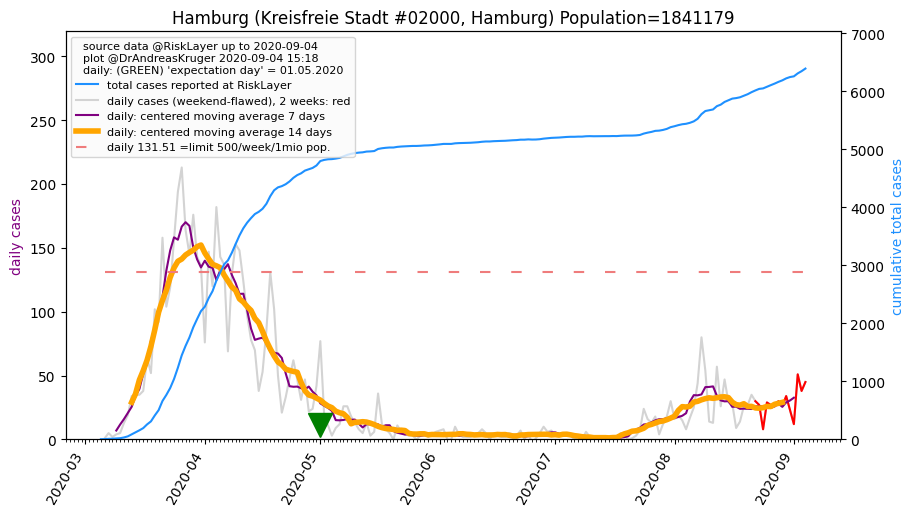 Hamburg (Kreisfreie Stadt #02000, Hamburg) Population=1841179
source data @RiskLayer up to 2020-09-04
plot @DrAndreasKruger 2020-09-04 15:18
daily: (GREEN) 'expectation day' = 01.05.2020
total cases reported at RiskLayer
daily cases (weekend-flawed), 2 weeks: red
daily: centered moving average 7 days
daily: centered moving average 14 days
daily 131.51 =limit 500/week/1mio pop.
daily cases
300
250
200
150
100
50
0
7000
6000
5000
4000
3000
2000
1000
0
cumulative total cases
2020-03
2020-04
2020-05
2020-06
2020-07
2020-08
2020-09